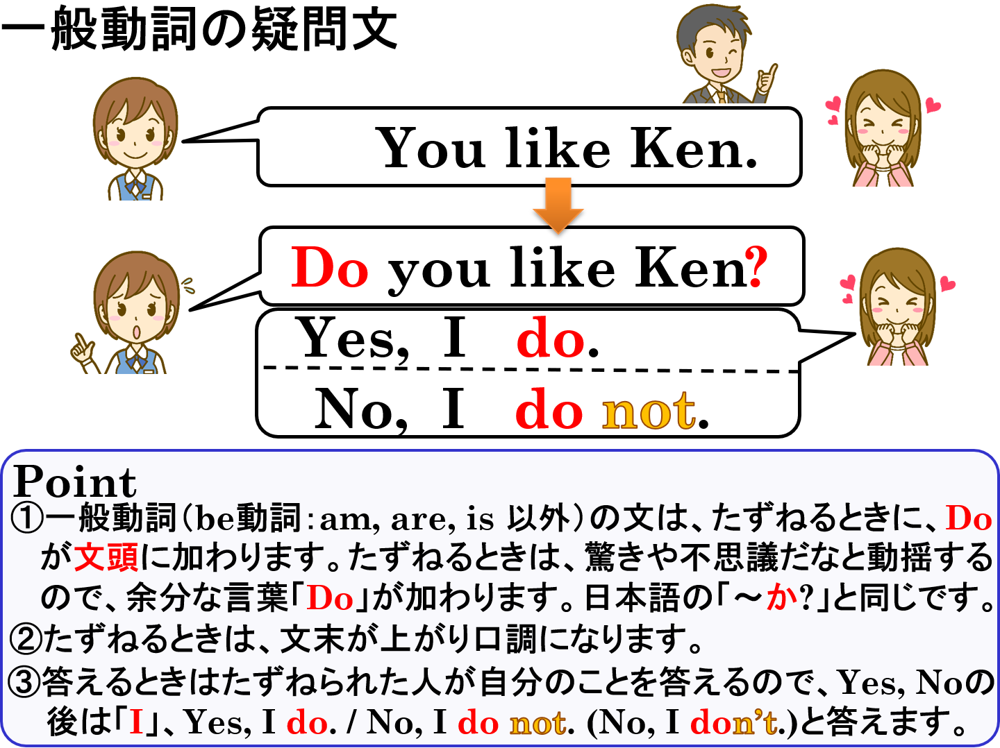 一般動詞の疑問文
You like Ken.
Do you like Ken?
Yes, I do.
No, I do not.
Point
①一般動詞（be動詞：am, are, is 以外）の文は、たずねるときに、Do
が文頭に加わります。たずねるときは、驚きや不思議だなと動揺する
ので、余分な言葉「Do」が加わります。日本語の「～か?」と同じです。
②たずねるときは、文末が上がり口調になります。
③答えるときはたずねられた人が自分のことを答えるので、Yes, Noの
後は「I」、Yes, I do. / No, I do not. (No, I don’t.)と答えます。